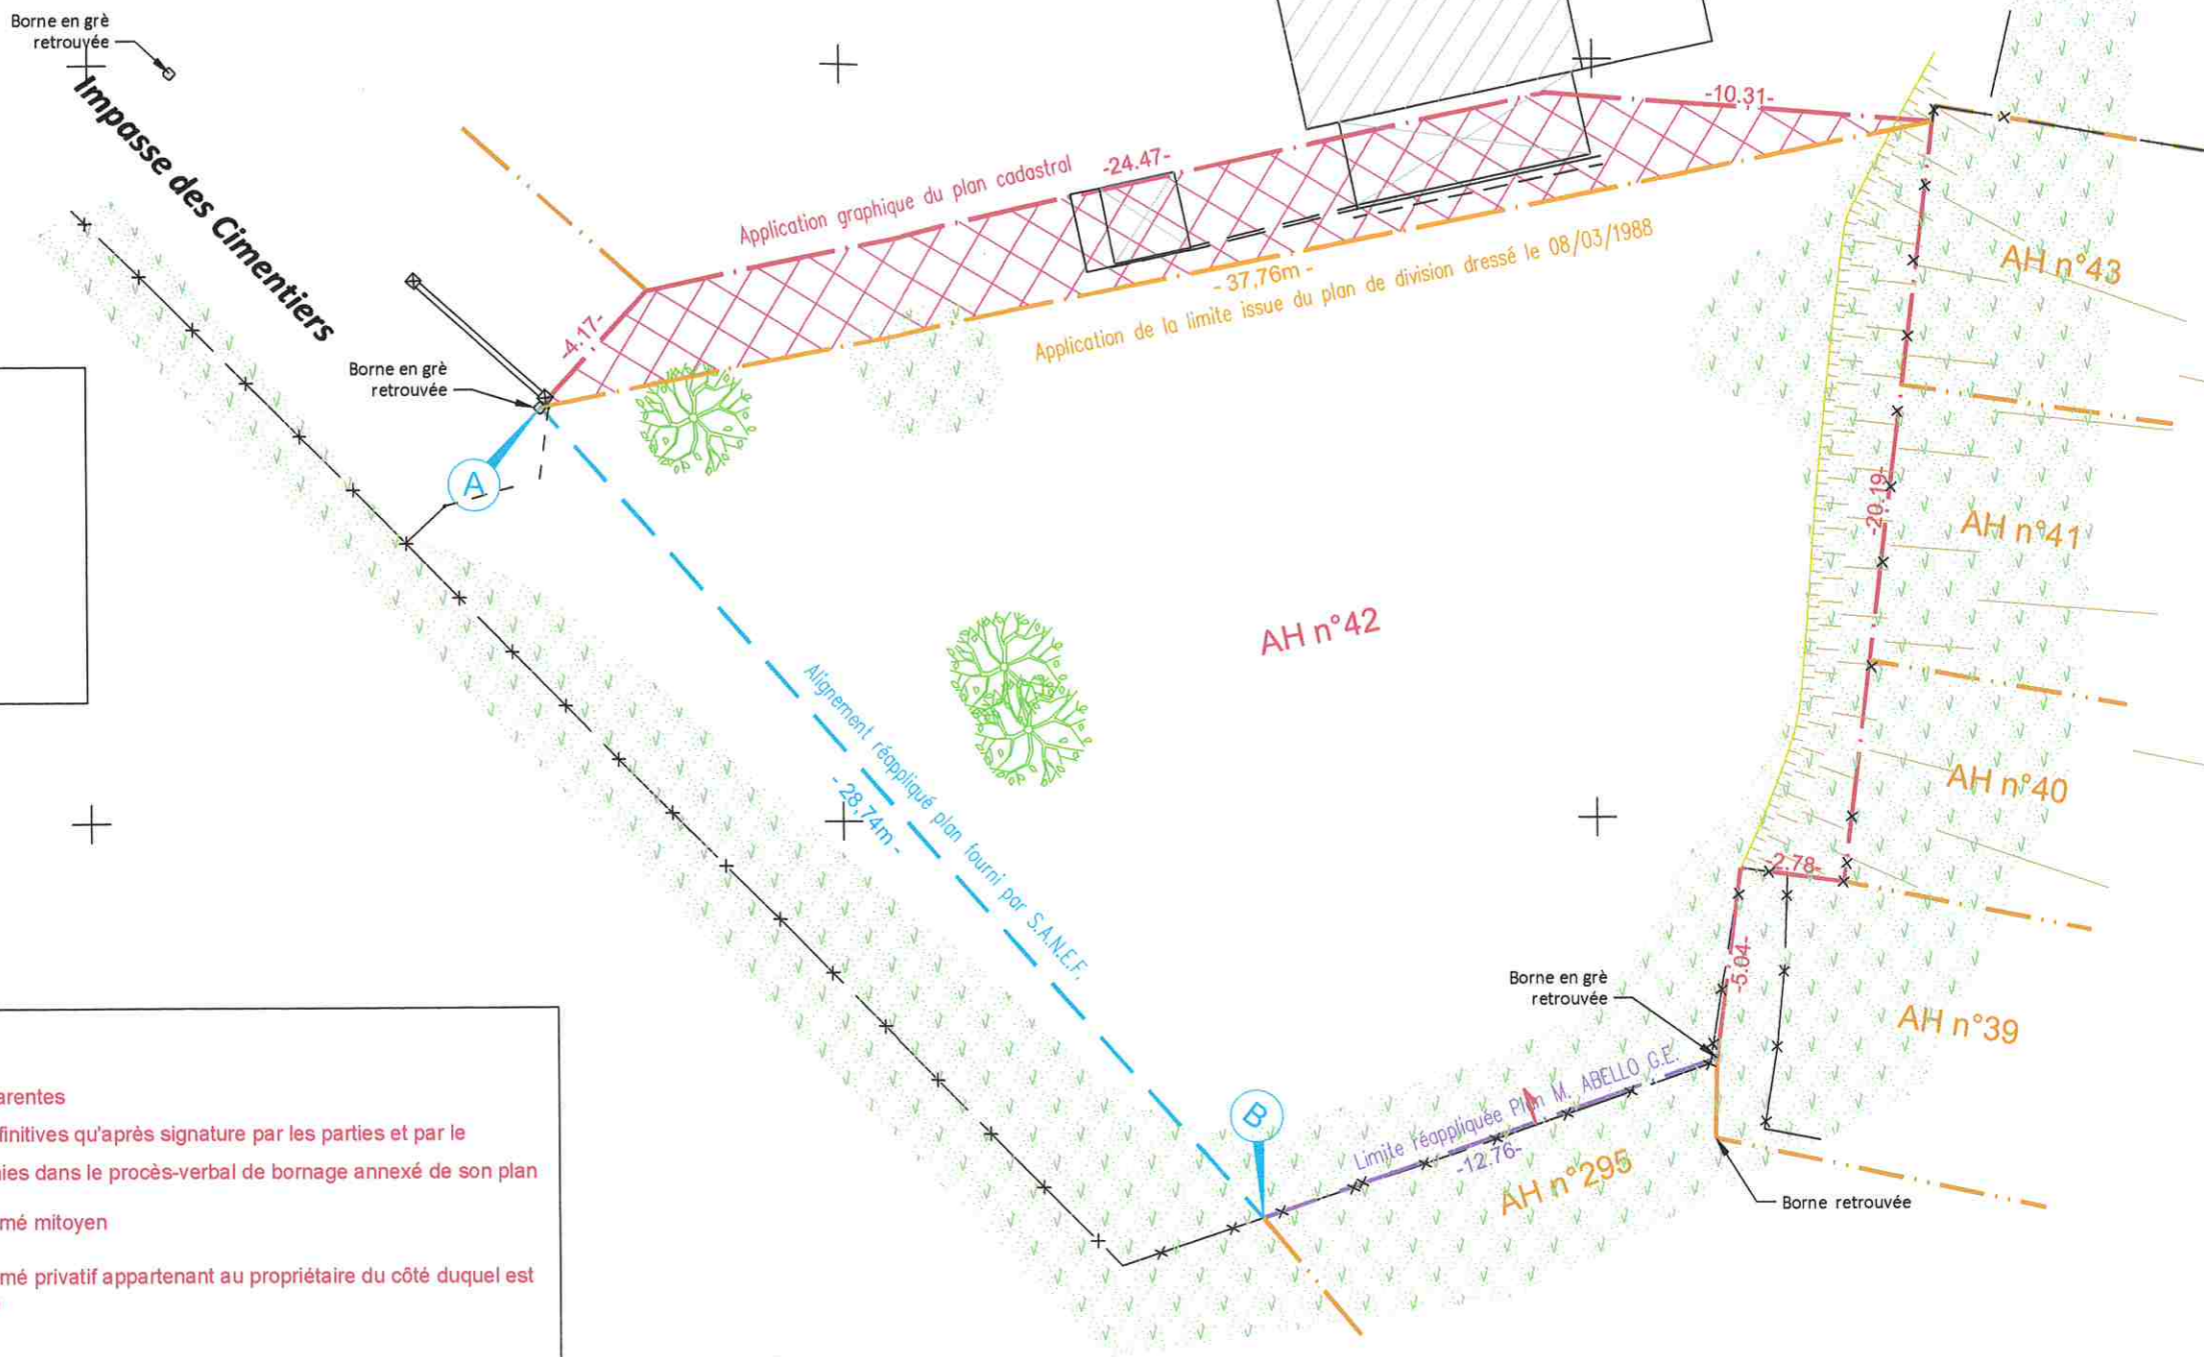 Borne en grè
retrouvée
Impasse des Cimentiers
-10.31-
-24.47-
Application graphique du plan cadastral
- 37,76m -
Application de la limite issue du plan de division dressé le 08/03/1988
AH n°43
-4.17-
Borne en grè
retrouvée
A
-20.19-
AH n°41
AH n°42
Alignement réappliqué plan fourni par S.A.N.E.F.
- 28,74m -
AH n°40
-2.78-
-5.04-
Borne en grè
retrouvée
AH n°39
B
Limite réappliquée Plan M. ABELLO G.E.
-12.76-
AH n°295
Borne retrouvée
arentes
finitives qu'après signature par les parties et par le
nies dans le procès-verbal de bornage annexé de son plan
mé mitoyen
mé privatif appartenant au propriétaire du côté duquel est